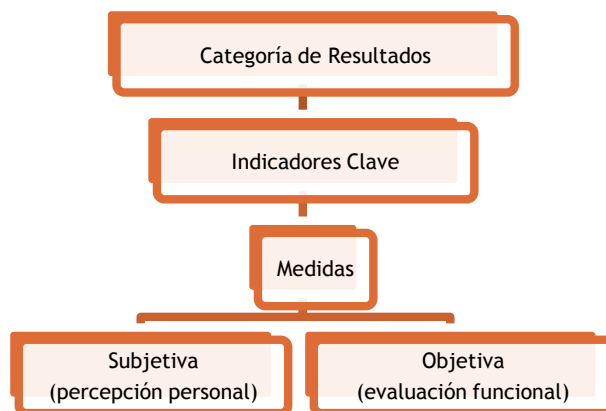 Categoría de Resultados
Indicadores Clave
Medidas
Subjetiva
(percepción personal)
Objetiva
(evaluación funcional)